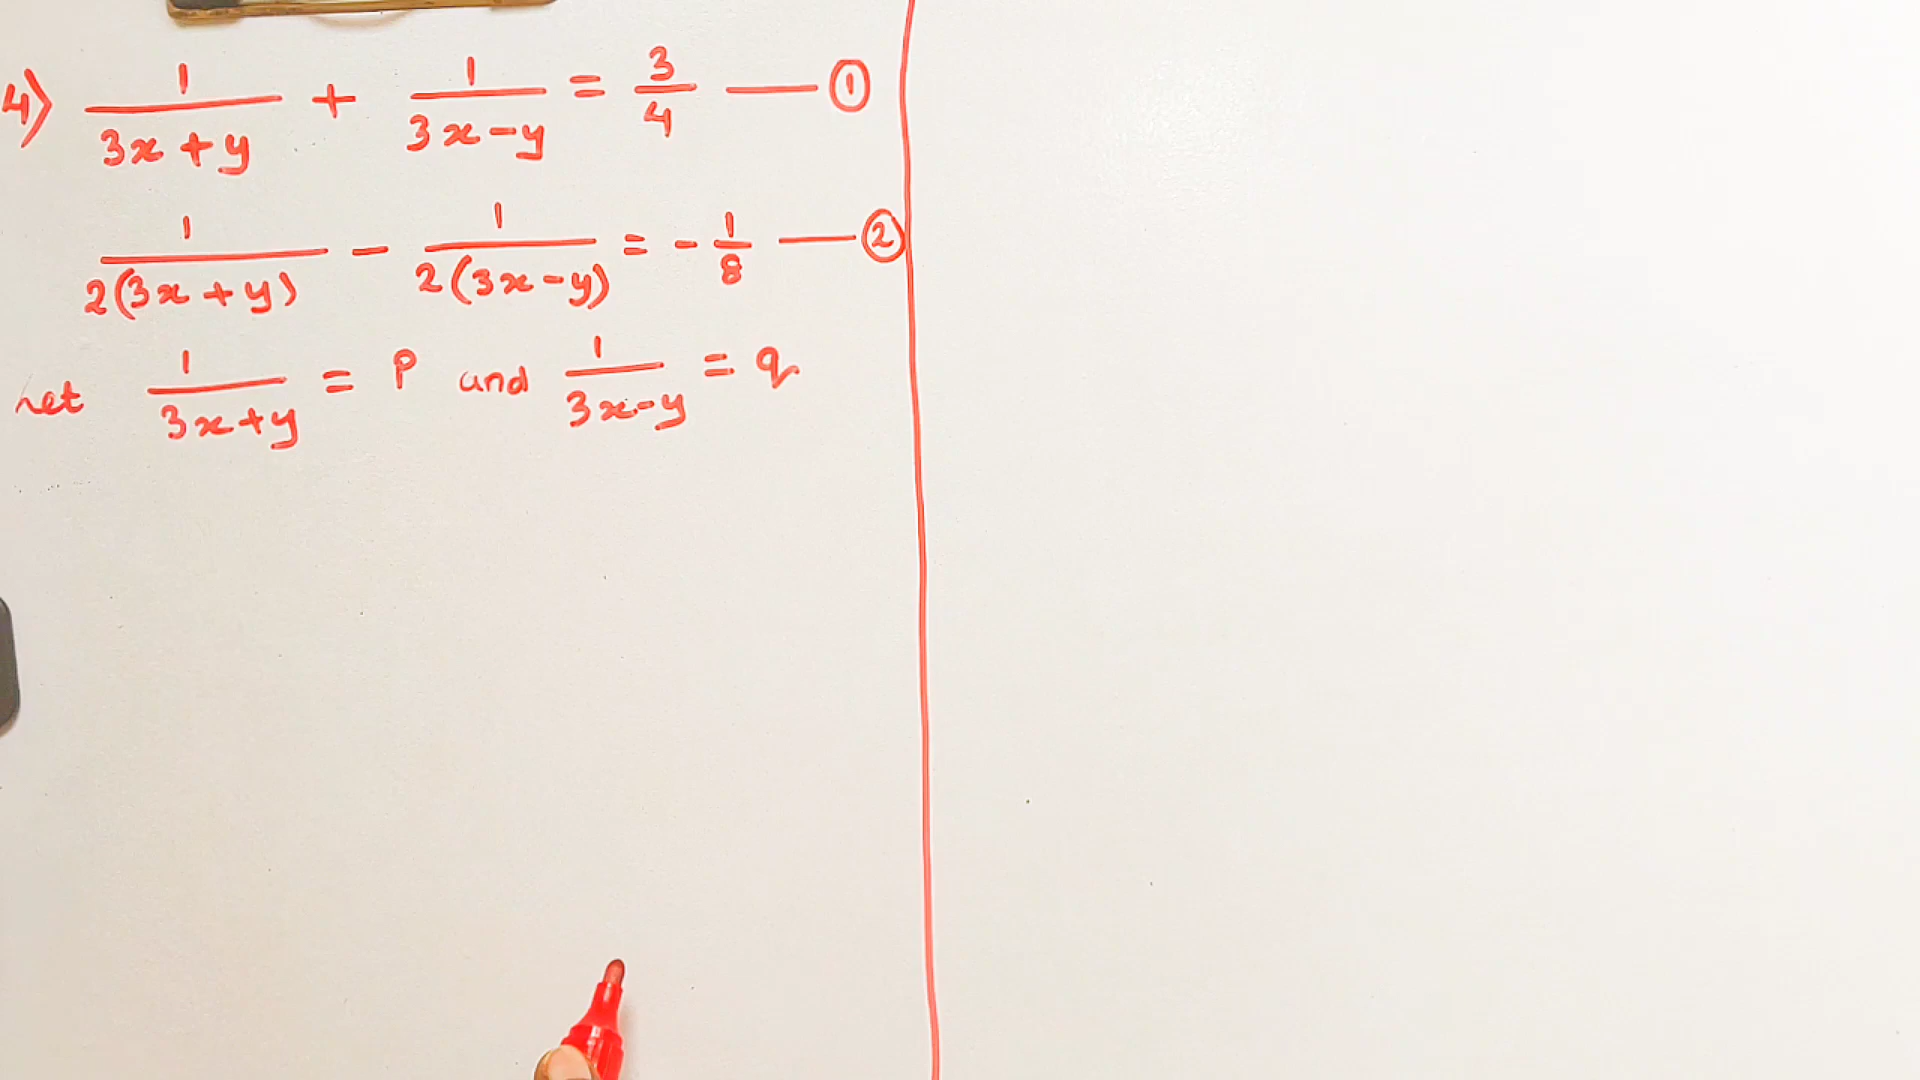 4) 1/(3x+y) + 1/(3x-y) = 3/4 —— ①
1/2(3x+y) - 1/2(3x-y) = -1/8 —— ②
Let 1/(3x+y) = P and 1/(3x-y) = q